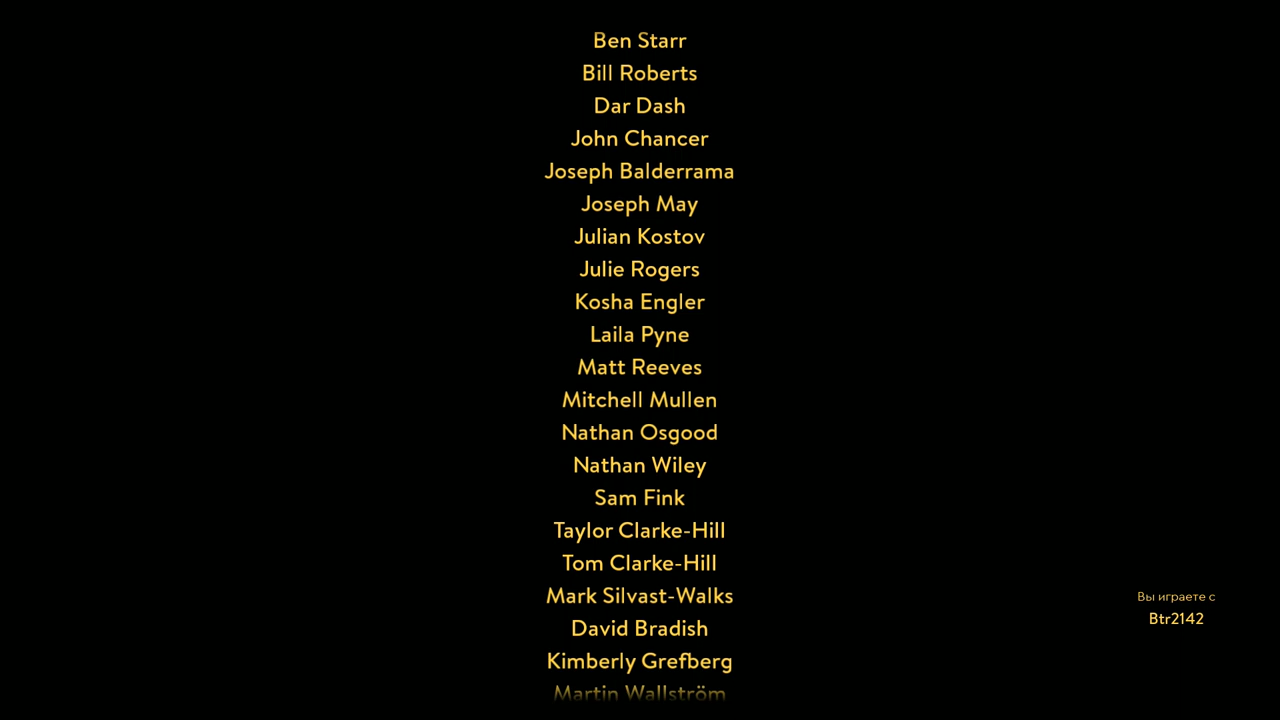 Ben Starr
Bill Roberts
Dar Dash
John Chancer
Joseph Balderrama
Joseph May
Julian Kostov
Julie Rogers
Kosha Engler
Laila Pyne
Matt Reeves
Mitchell Mullen
Nathan Osgood
Nathan Wiley
Sam Fink
Taylor Clarke-Hill
Tom Clarke-Hill
Mark Silvast-Walks
David Bradish
Kimberly Grefberg
Martin Wallström
Вы играете с
Btr2142